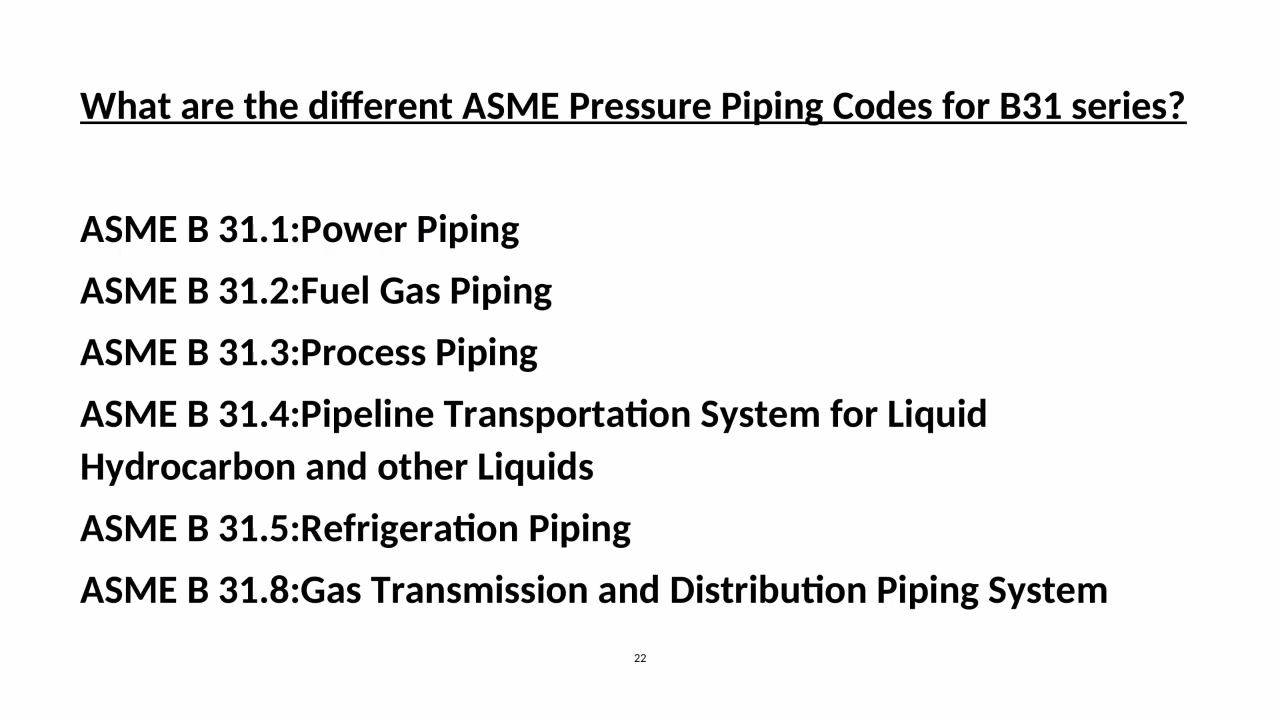 What are the different ASME Pressure Piping Codes for B31 series?
ASME B 31.1:Power Piping
ASME B 31.2:Fuel Gas Piping
ASME B 31.3:Process Piping
ASME B 31.4:Pipeline Transportation System for Liquid
Hydrocarbon and other Liquids
ASME B 31.5:Refrigeration Piping
ASME B 31.8:Gas Transmission and Distribution Piping System
22